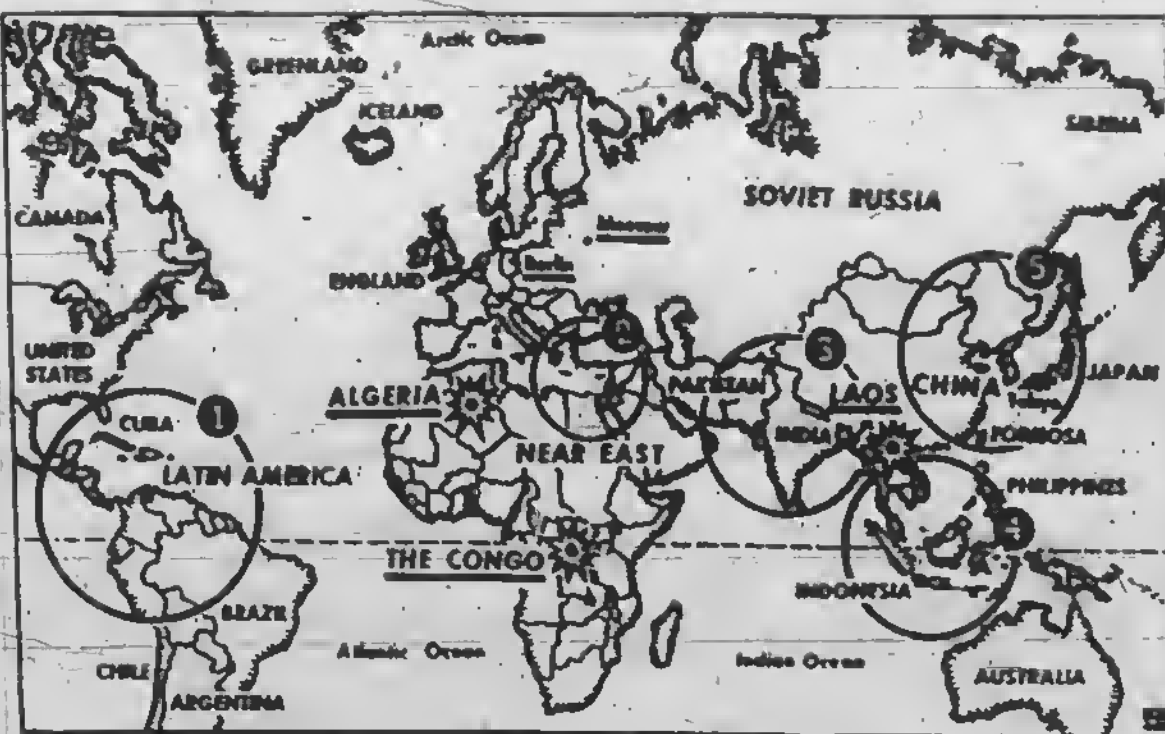 Arctic Ocean
GREENLAND
ICELAND
SIBERIA
SOVIET RUSSIA
CANADA
Moscow
Berlin
ENGLAND
5
2
3
UNITED
STATES
ALGERIA
PAKISTAN
LAOS
CHINA
JAPAN
Tokyo
1
CUBA
INDIA
FORMOSA
NEAR EAST
LATIN AMERICA
PHILIPPINES
4
THE CONGO
INDONESIA
BRAZIL
Atlantic Ocean
Indian Ocean
CHILE
AUSTRALIA
ARGENTINA